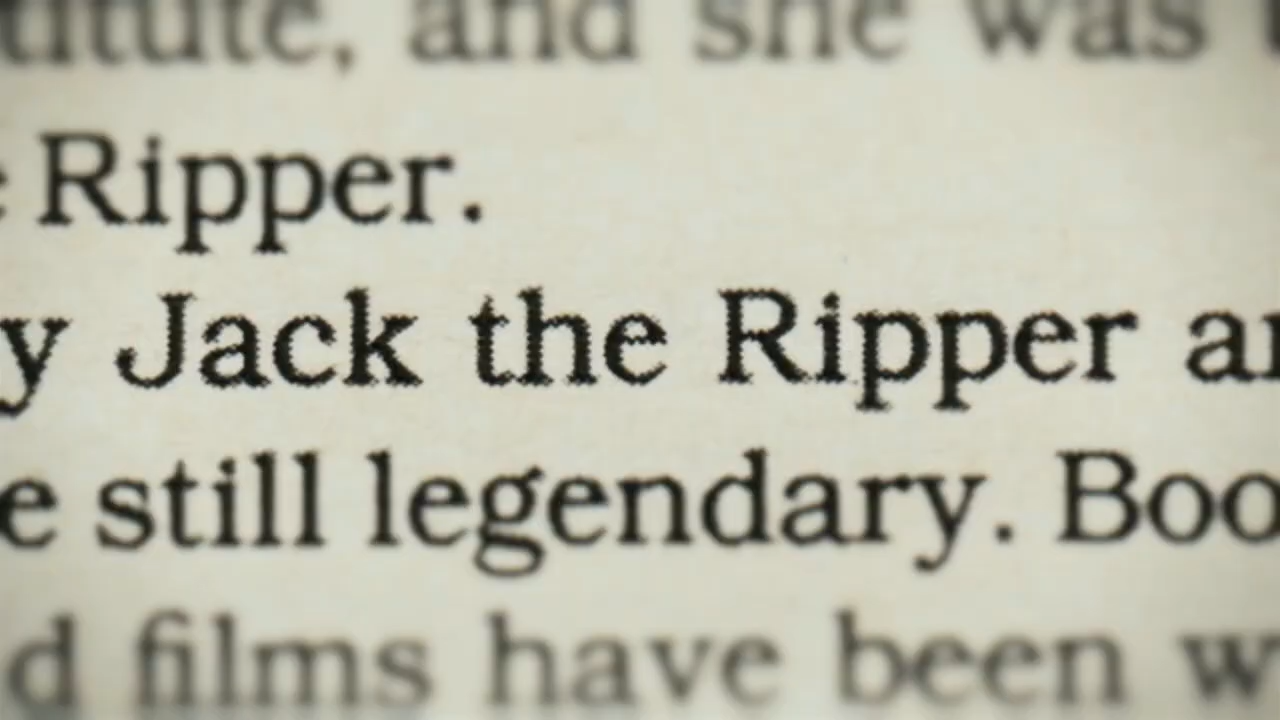 titute, and she was t
e Ripper.
y Jack the Ripper ar
e still legendary. Boo
d films have been w